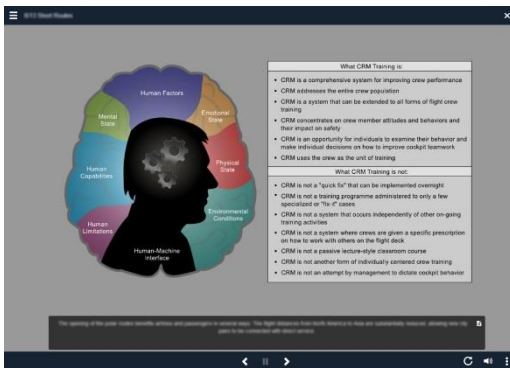 Human Factors
Mental
State
Emotional
State
Human
Capabilities
Physical
State
Environmental
Conditions
Human
Limitations
Human-Machine
Interface
What CRM Training is:
• CRM is a comprehensive system for improving crew performance
• CRM addresses the entire crew population
• CRM is a system that can be extended to all forms of flight crew
training
• CRM concentrates on crew member attitudes and behaviors and
their impact on safety
• CRM is an opportunity for individuals to examine their behavior and
make individual decisions on how to improve cockpit teamwork
• CRM uses the crew as the unit of training
What CRM Training is not:
• CRM is not a "quick fix" that can be implemented overnight
• CRM is not a training programme administered to only a few
specialized or "fix-it" cases
• CRM is not a system that occurs independently of other on-going
training activities
• CRM is not a system where crews are given a specific prescription
on how to work with others on the flight deck
• CRM is not a passive lecture-style classroom course
• CRM is not another form of individually centered crew training
• CRM is not an attempt by management to dictate cockpit behavior